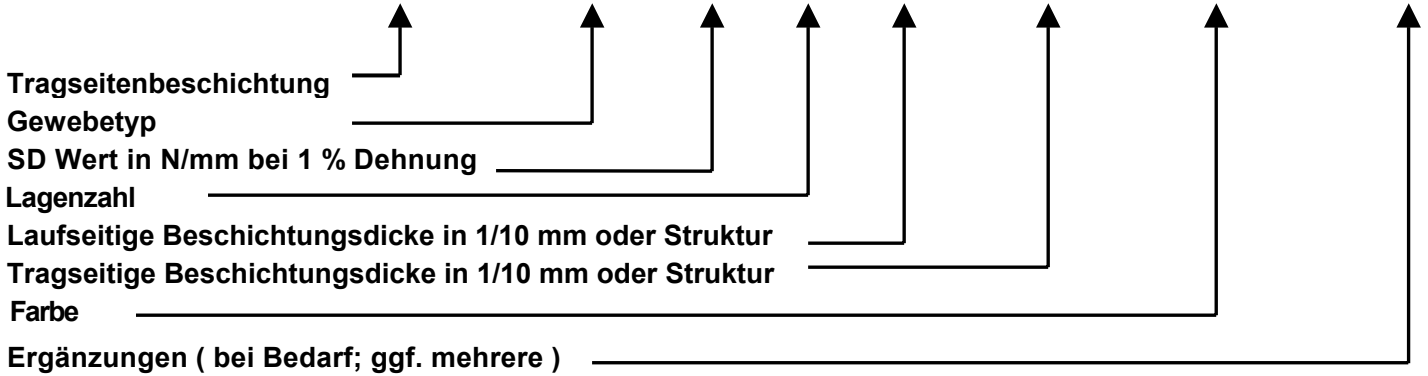 Tragseitenbeschichtung
Gewebetyp
SD Wert in N/mm bei 1 % Dehnung
Lagenzahl
Laufseitige Beschichtungsdicke in 1/10 mm oder Struktur
Tragseitige Beschichtungsdicke in 1/10 mm oder Struktur
Farbe
Ergänzungen ( bei Bedarf; ggf. mehrere )